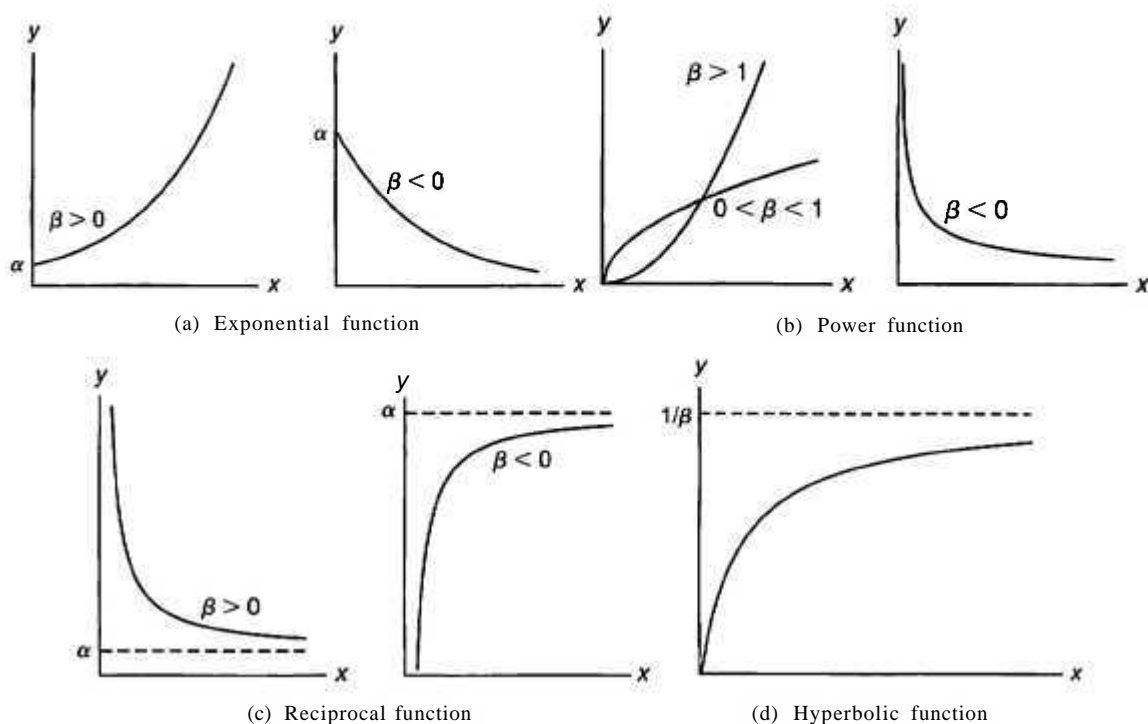 y
α
β > 0
x
y
α
β < 0
x
(a) Exponential function
y
β > 1
0 < β < 1
x
y
β < 0
x
(b) Power function
y
β > 0
α
x
y
α
β < 0
x
(c) Reciprocal function
y
1/β
x
(d) Hyperbolic function